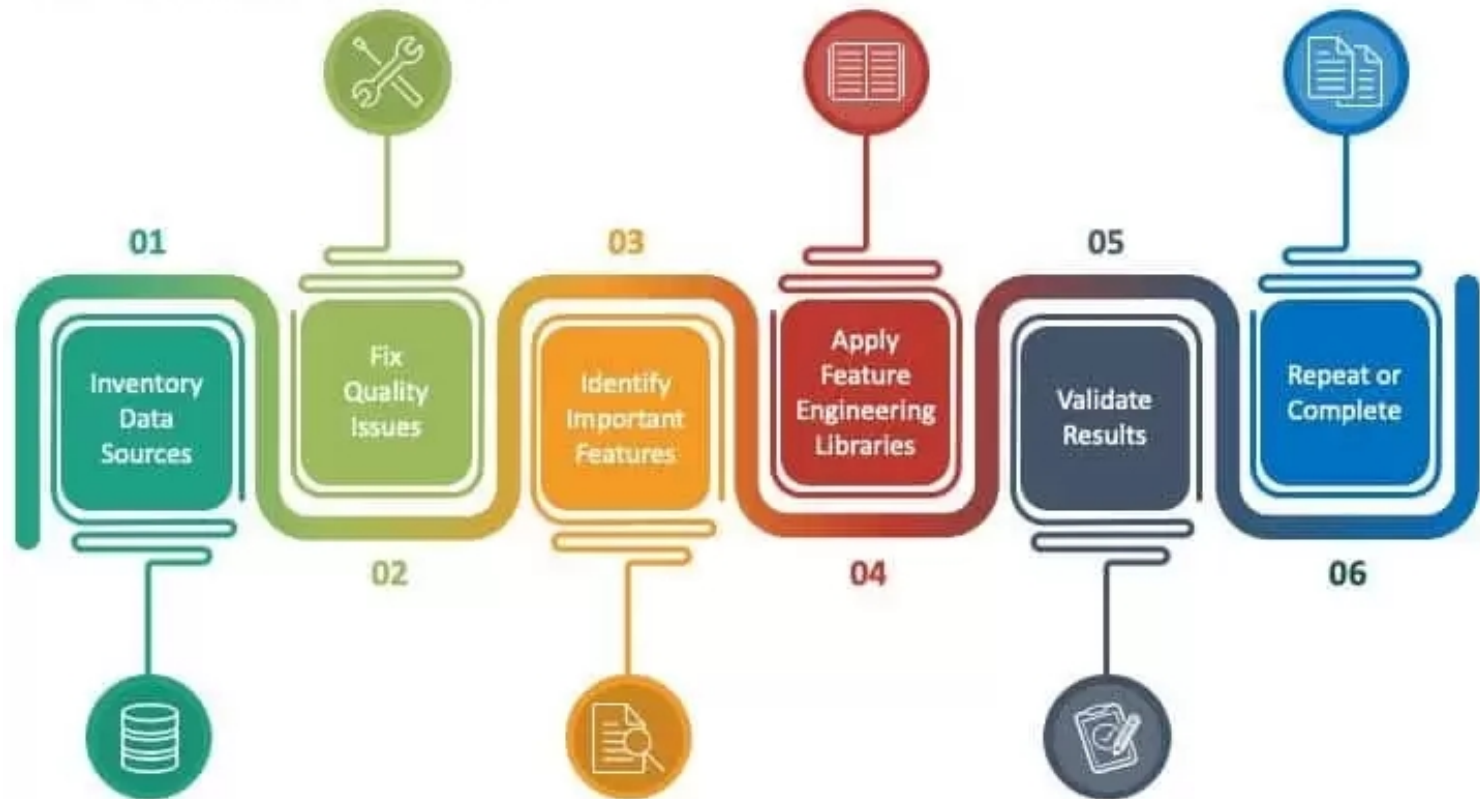 01
Inventory
Data
Sources
02
Fix
Quality
Issues
03
Identify
Important
Features
04
Apply
Feature
Engineering
Libraries
05
Validate
Results
06
Repeat or
Complete